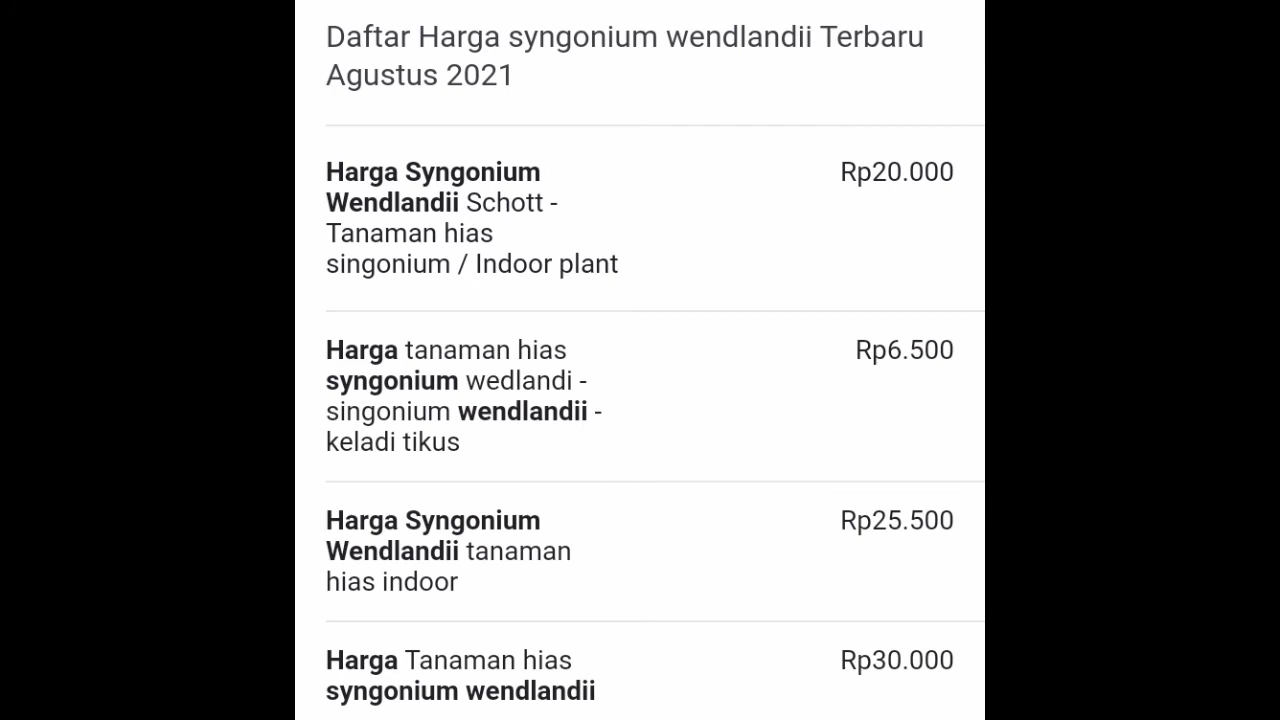 Daftar Harga syngonium wendlandii Terbaru
Agustus 2021
Harga Syngonium
Wendlandii Schott -
Tanaman hias
singonium / Indoor plant
Rp20.000
Harga tanaman hias
syngonium wedlandi -
singonium wendlandii -
keladi tikus
Rp6.500
Harga Syngonium
Wendlandii tanaman
hias indoor
Rp25.500
Harga Tanaman hias
syngonium wendlandii
Rp30.000